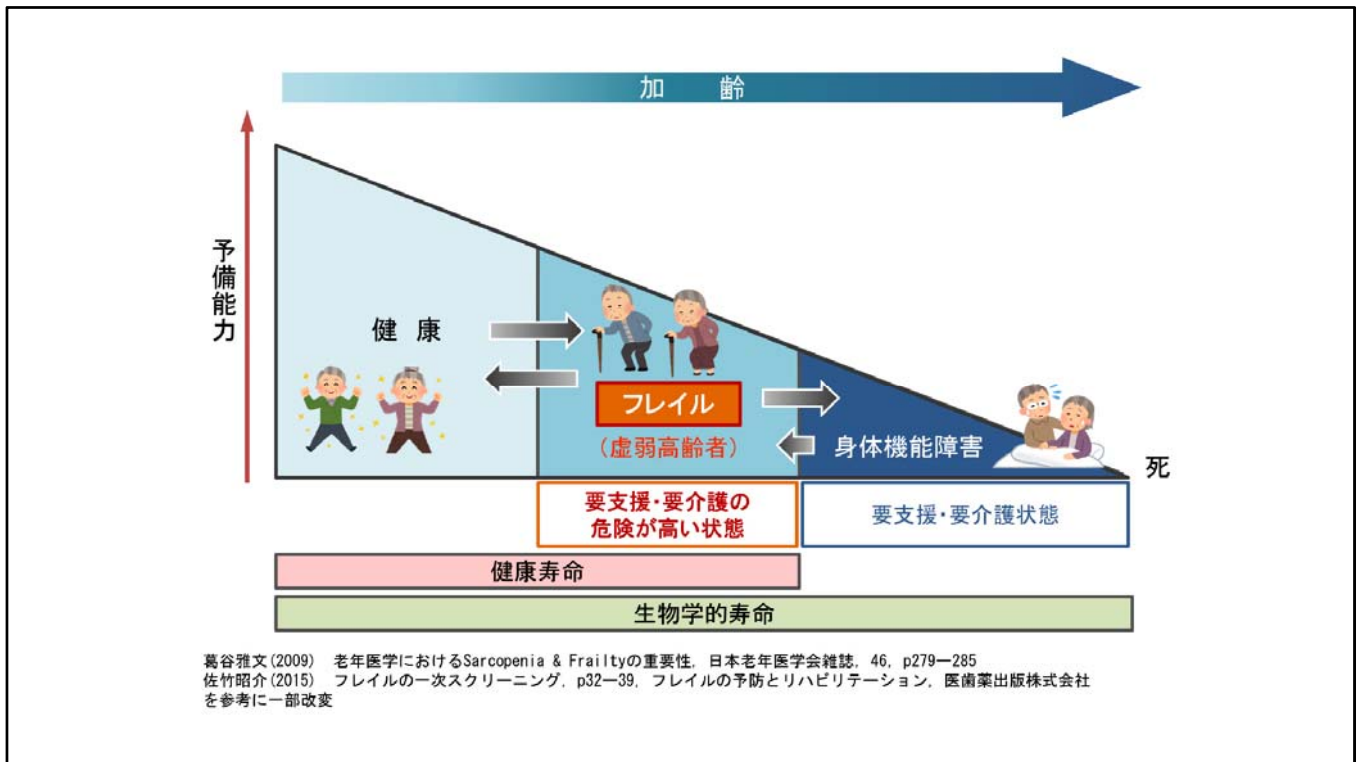 加　齢
予備能力
健 康
フレイル
（虚弱高齢者）
身体機能障害
死
要支援・要介護の
危険が高い状態
要支援・要介護状態
健康寿命
生物学的寿命
葛谷雅文(2009)　老年医学におけるSarcopenia & Frailtyの重要性, 日本老年医学会雑誌, 46, p279ー285
佐竹昭介(2015)　フレイルの一次スクリーニング, p32ー39, フレイルの予防とリハビリテーション, 医歯薬出版株式会社
を参考に一部改変